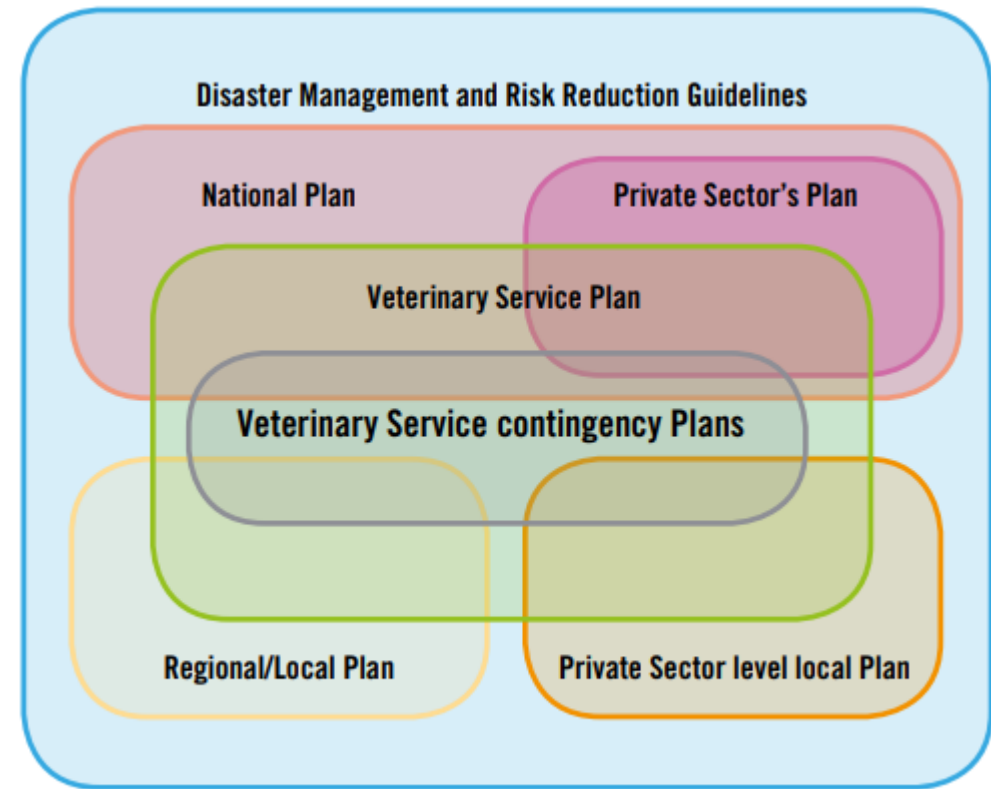 Disaster Management and Risk Reduction Guidelines
National Plan
Private Sector's Plan
Veterinary Service Plan
Veterinary Service contingency Plans
Regional/Local Plan
Private Sector level local Plan